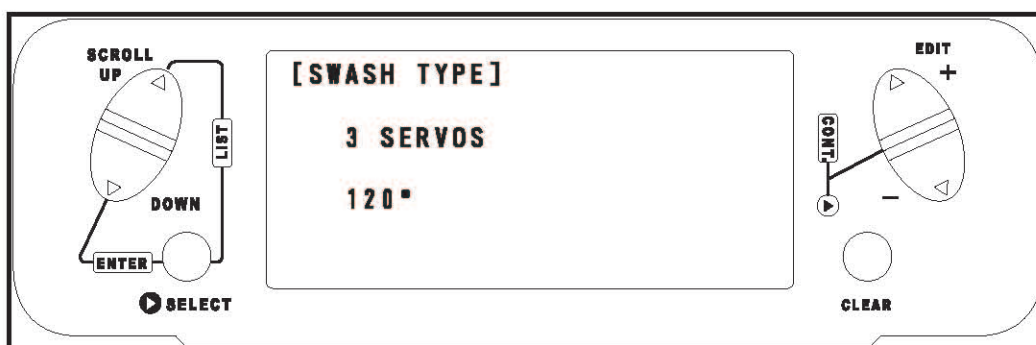 SCROLL
UP
[SWASH TYPE]
3 SERVOS
120°
LIST
DOWN
ENTER
SELECT
EDIT
+
CONT.
−
CLEAR